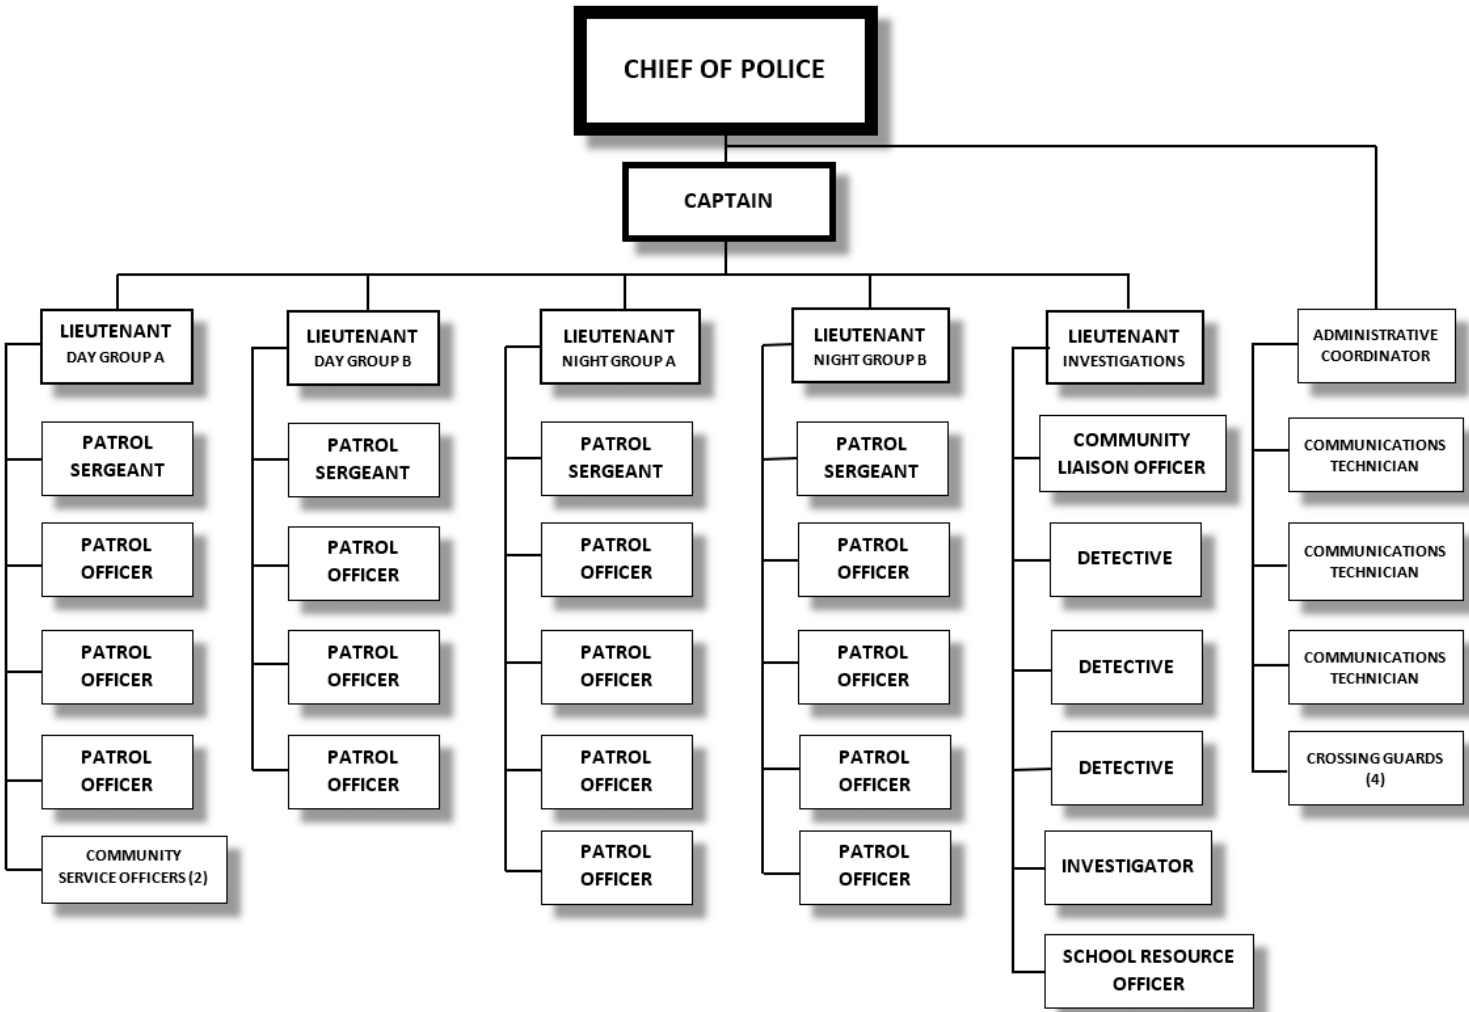 CHIEF OF POLICE
CAPTAIN
LIEUTENANT
DAY GROUP A
PATROL
SERGEANT
PATROL
OFFICER
PATROL
OFFICER
PATROL
OFFICER
COMMUNITY
SERVICE OFFICERS (2)
LIEUTENANT
DAY GROUP B
PATROL
SERGEANT
PATROL
OFFICER
PATROL
OFFICER
PATROL
OFFICER
LIEUTENANT
NIGHT GROUP A
PATROL
SERGEANT
PATROL
OFFICER
PATROL
OFFICER
PATROL
OFFICER
PATROL
OFFICER
LIEUTENANT
NIGHT GROUP B
PATROL
SERGEANT
PATROL
OFFICER
PATROL
OFFICER
PATROL
OFFICER
PATROL
OFFICER
LIEUTENANT
INVESTIGATIONS
COMMUNITY
LIAISON OFFICER
DETECTIVE
DETECTIVE
DETECTIVE
INVESTIGATOR
SCHOOL RESOURCE
OFFICER
ADMINISTRATIVE
COORDINATOR
COMMUNICATIONS
TECHNICIAN
COMMUNICATIONS
TECHNICIAN
COMMUNICATIONS
TECHNICIAN
CROSSING GUARDS
(4)